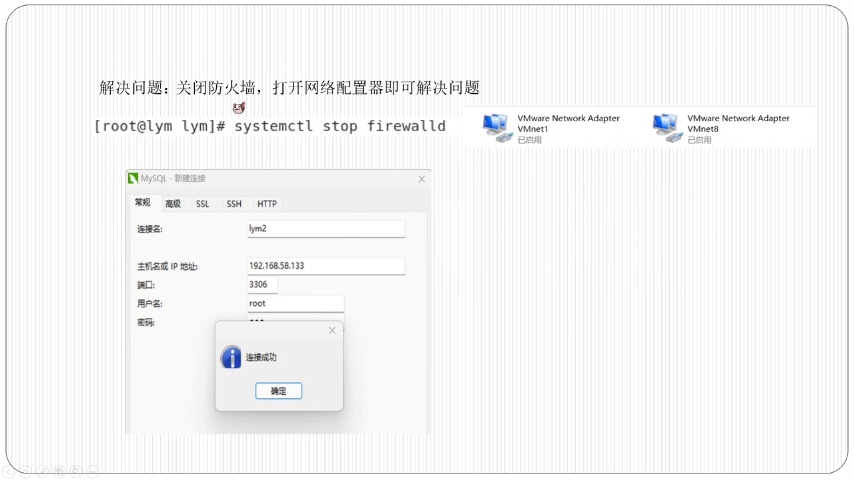 解决问题：关闭防火墙，打开网络配置器即可解决问题
[root@lym lym]# systemctl stop firewalld
VMware Network Adapter
VMnet1
已启用
VMware Network Adapter
VMnet8
已启用
MySQL - 新建连接
常规 高级 SSL SSH HTTP
连接名: lym2
主机名或 IP 地址: 192.168.58.133
端口: 3306
用户名: root
密码:
连接成功
确定